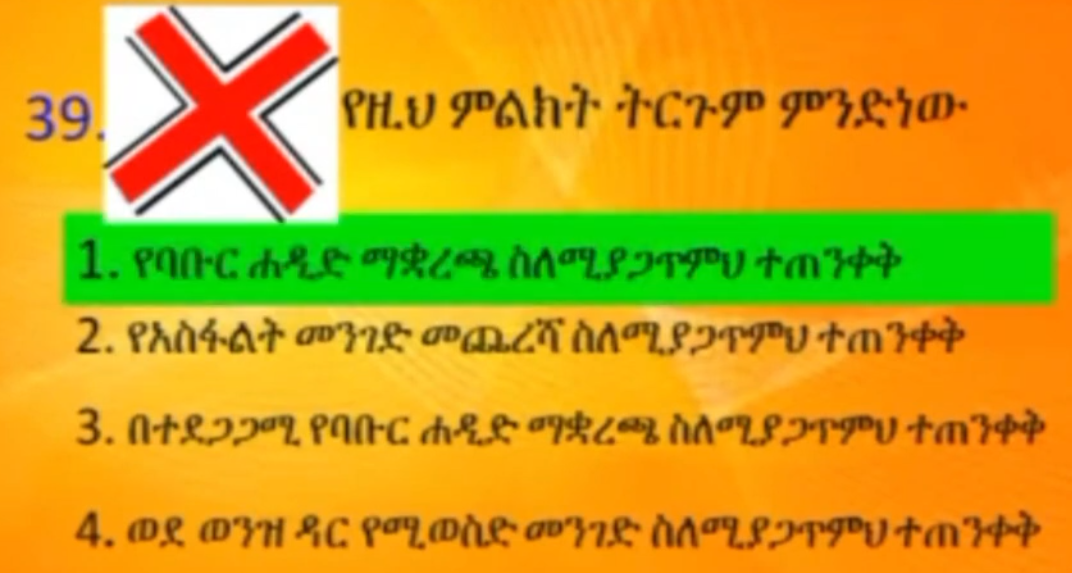 39. የዚህ ምልክት ትርጉም ምንድነው
1. የባቡር ሐዲድ ማቋረጫ ስለሚያጋጥምህ ተጠንቀቅ
2. የአስፋልት መንገድ መጨረሻ ስለሚያጋጥምህ ተጠንቀቅ
3. በተደጋጋሚ የባቡር ሐዲድ ማቋረጫ ስለሚያጋጥምህ ተጠንቀቅ
4. ወደ ወንዝ ዳር የሚወስድ መንገድ ስለሚያጋጥምህ ተጠንቀቅ